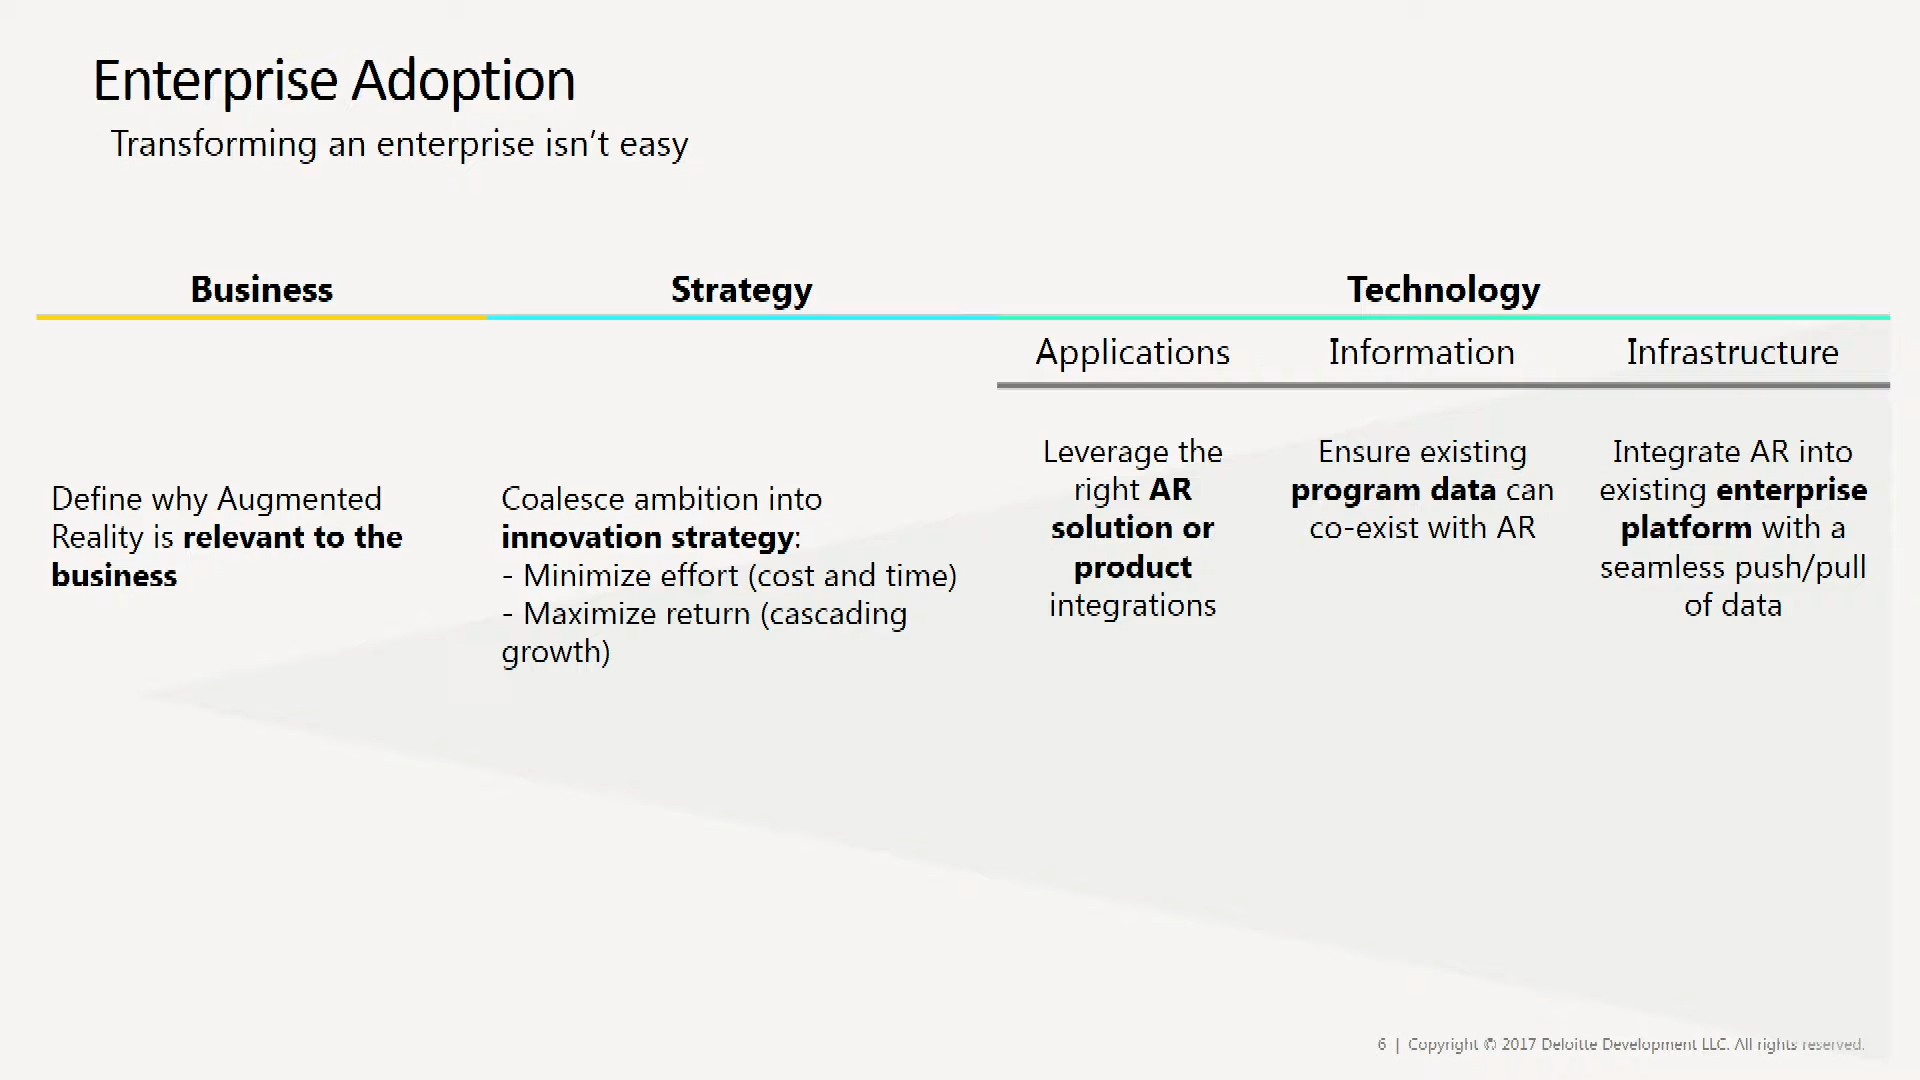 Enterprise Adoption
Transforming an enterprise isn't easy
Business
Strategy
Technology
Applications
Information
Infrastructure
Define why Augmented
Reality is relevant to the
business
Coalesce ambition into
innovation strategy:
- Minimize effort (cost and time)
- Maximize return (cascading
growth)
Leverage the
right AR
solution or
product
integrations
Ensure existing
program data can
co-exist with AR
Integrate AR into
existing enterprise
platform with a
seamless push/pull
of data
6 | Copyright © 2017 Deloitte Development LLC. All rights reserved.